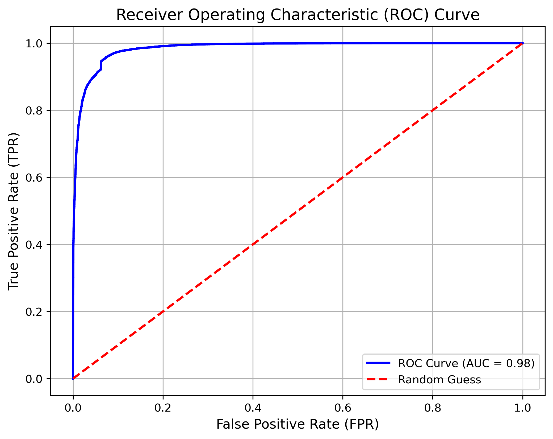 Receiver Operating Characteristic (ROC) Curve
True Positive Rate (TPR)
1.0
0.8
0.6
0.4
0.2
0.0
0.0
0.2
0.4
0.6
0.8
1.0
False Positive Rate (FPR)
ROC Curve (AUC = 0.98)
Random Guess